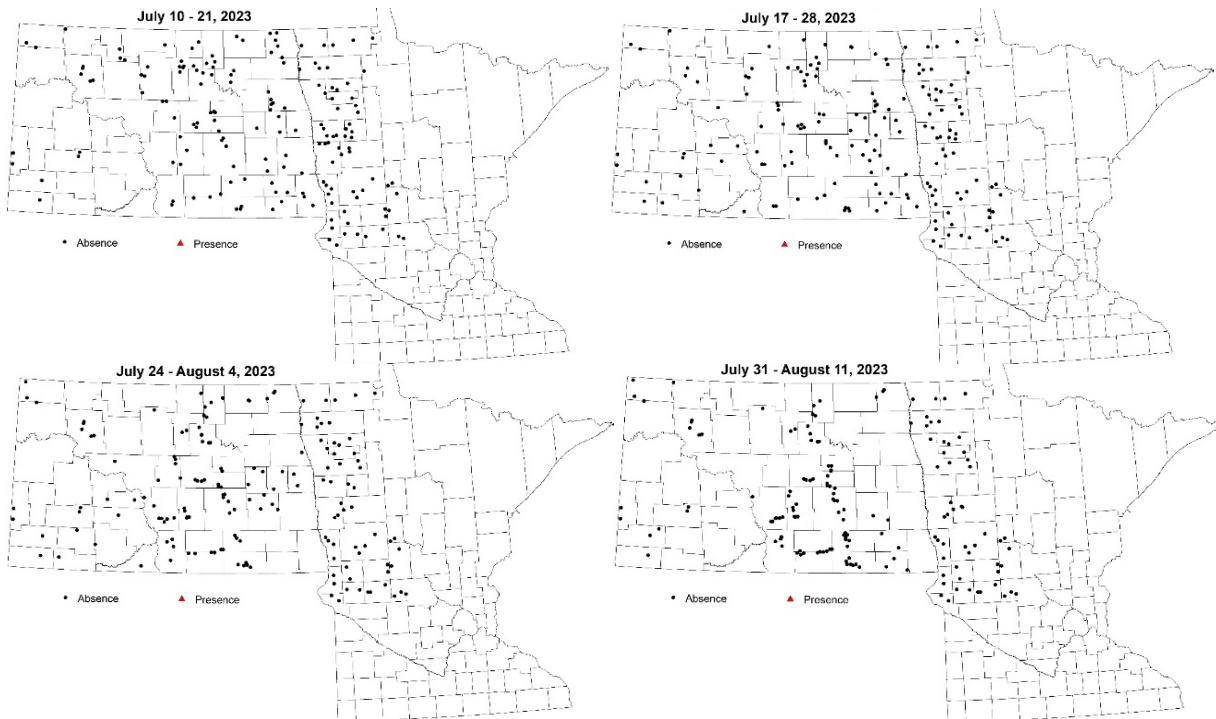 July 10 - 21, 2023
July 17 - 28, 2023
Absence Presence
Absence Presence
July 24 - August 4, 2023
July 31 - August 11, 2023
Absence Presence
Absence Presence